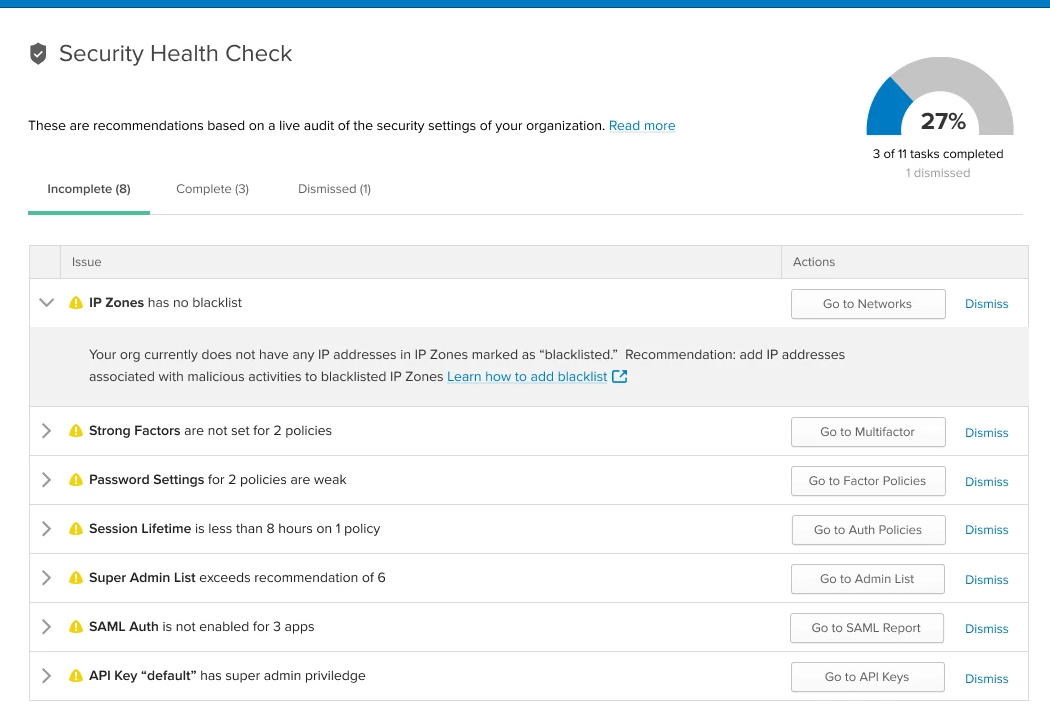 Security Health Check
These are recommendations based on a live audit of the security settings of your organization. Read more
27%
3 of 11 tasks completed
1 dismissed
Incomplete (8) Complete (3) Dismissed (1)
Issue Actions
IP Zones has no blacklist Go to Networks Dismiss
Your org currently does not have any IP addresses in IP Zones marked as “blacklisted.” Recommendation: add IP addresses
associated with malicious activities to blacklisted IP Zones Learn how to add blacklist
Strong Factors are not set for 2 policies Go to Multifactor Dismiss
Password Settings for 2 policies are weak Go to Factor Policies Dismiss
Session Lifetime is less than 8 hours on 1 policy Go to Auth Policies Dismiss
Super Admin List exceeds recommendation of 6 Go to Admin List Dismiss
SAML Auth is not enabled for 3 apps Go to SAML Report Dismiss
API Key “default” has super admin priviledge Go to API Keys Dismiss